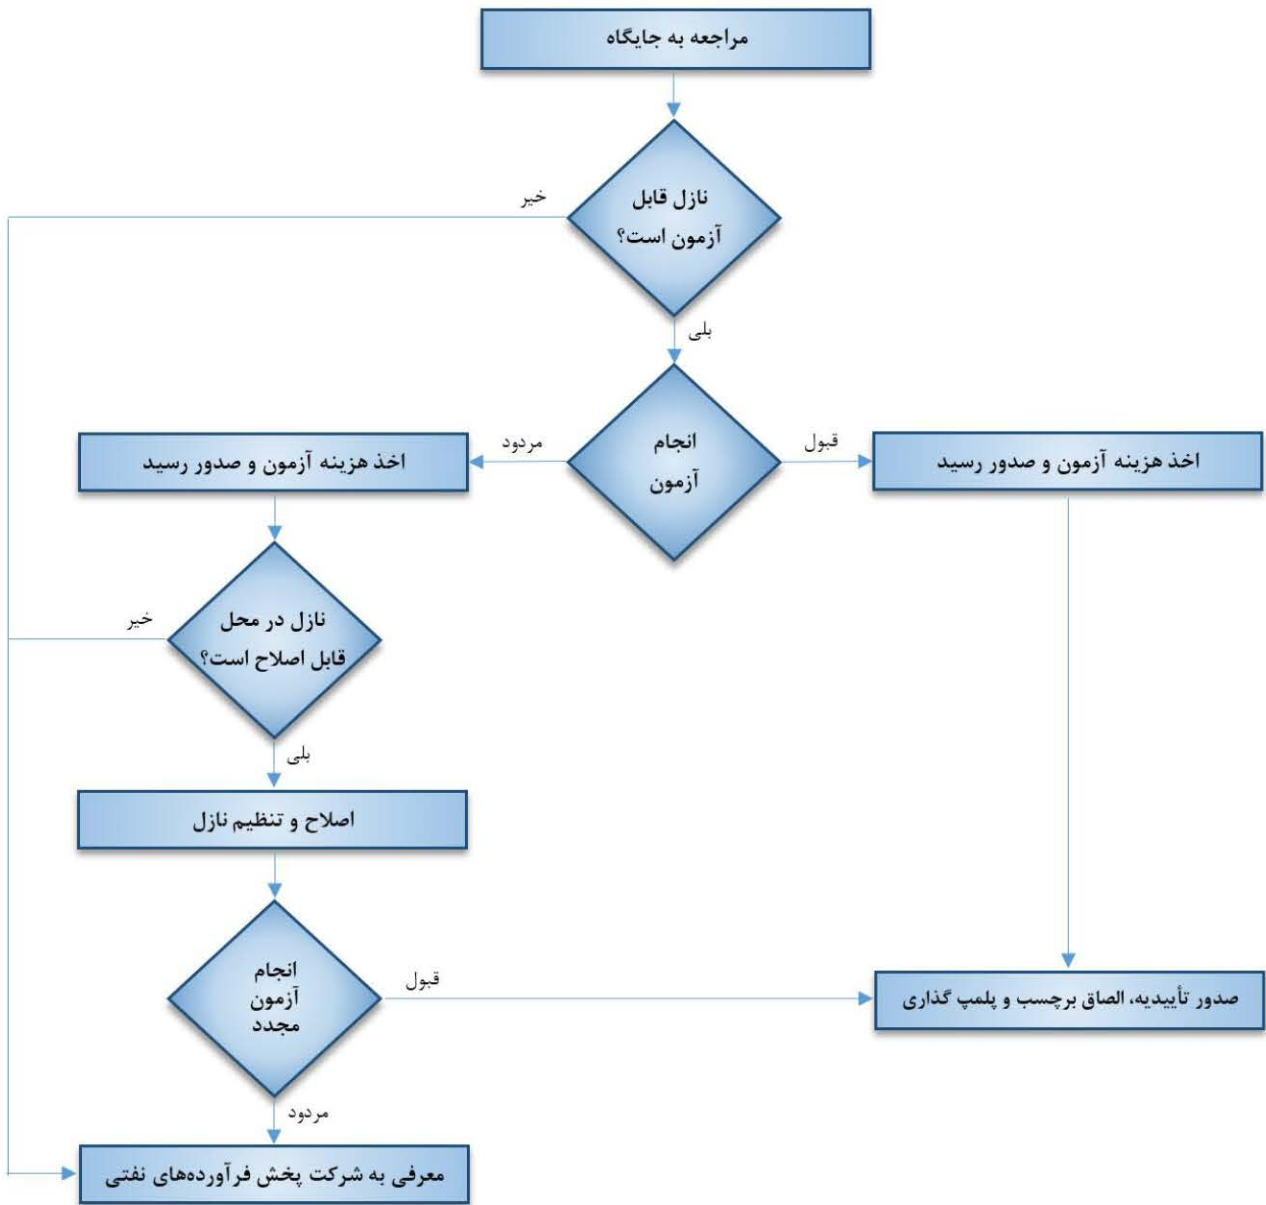 مراجعه به جایگاه
نازل قابل
آزمون است؟
خیر
بلی
انجام
آزمون
قبول
مردود
اخذ هزینه آزمون و صدور رسید
اخذ هزینه آزمون و صدور رسید
نازل در محل
قابل اصلاح است؟
خیر
بلی
اصلاح و تنظیم نازل
انجام
آزمون
مجدد
قبول
صدور تأییدیه، الصاق برچسب و پلمپ گذاری
مردود
معرفی به شرکت پخش فرآورده‌های نفتی